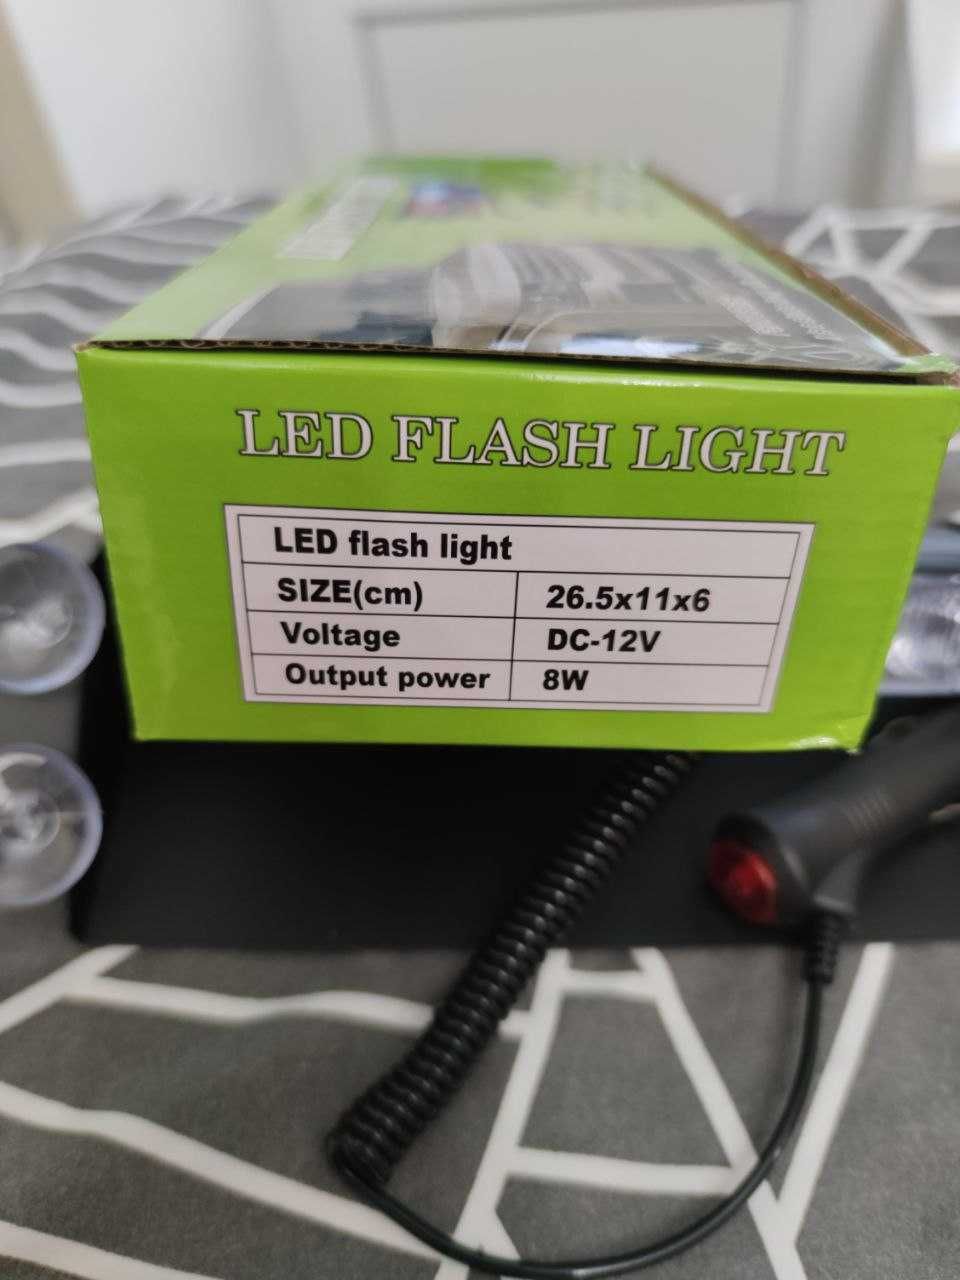 LED FLASH LIGHT
LED flash light
SIZE(cm) 26.5x11x6
Voltage DC-12V
Output power 8W